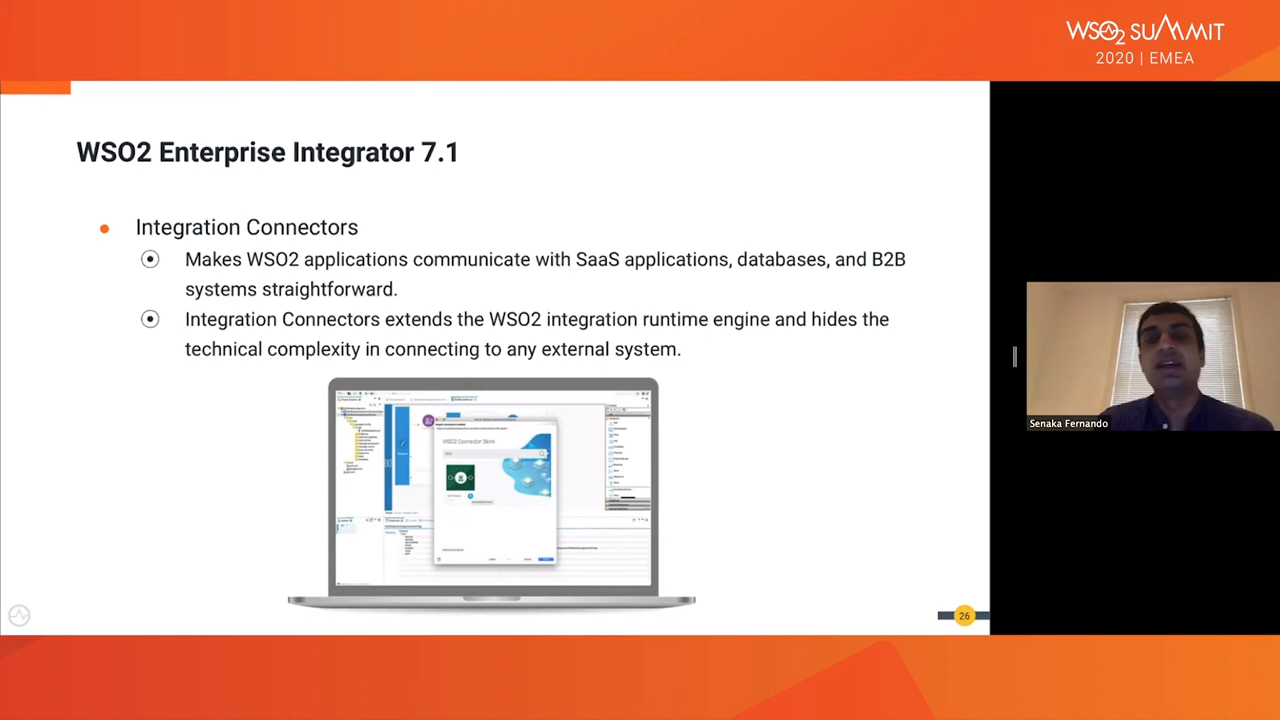 WSO2 SUMMIT
2020 | EMEA
WSO2 Enterprise Integrator 7.1
Integration Connectors
Makes WSO2 applications communicate with SaaS applications, databases, and B2B
systems straightforward.
Integration Connectors extends the WSO2 integration runtime engine and hides the
technical complexity in connecting to any external system.
WSO2 Connector Store
Senaka Fernando
26